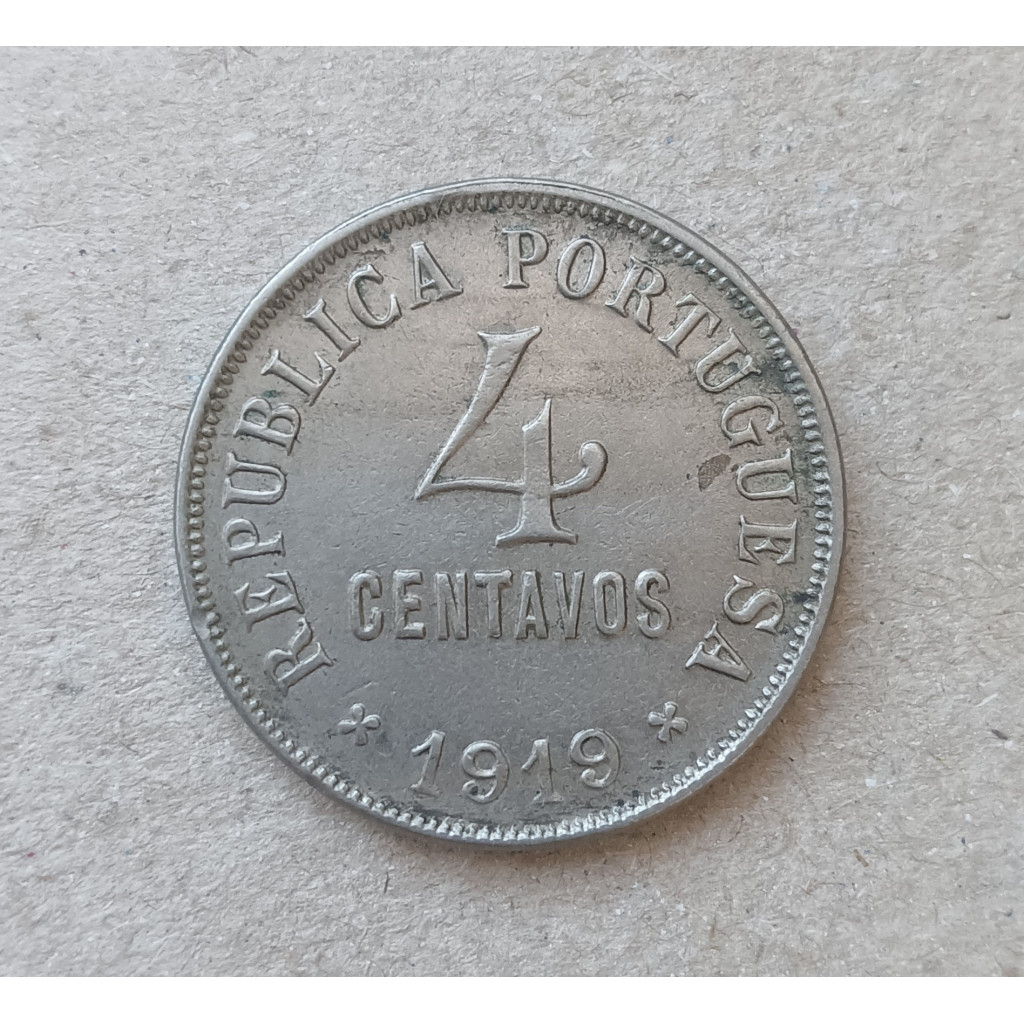 REPUBLICA PORTUGUESA
4
CENTAVOS
* 1919 *